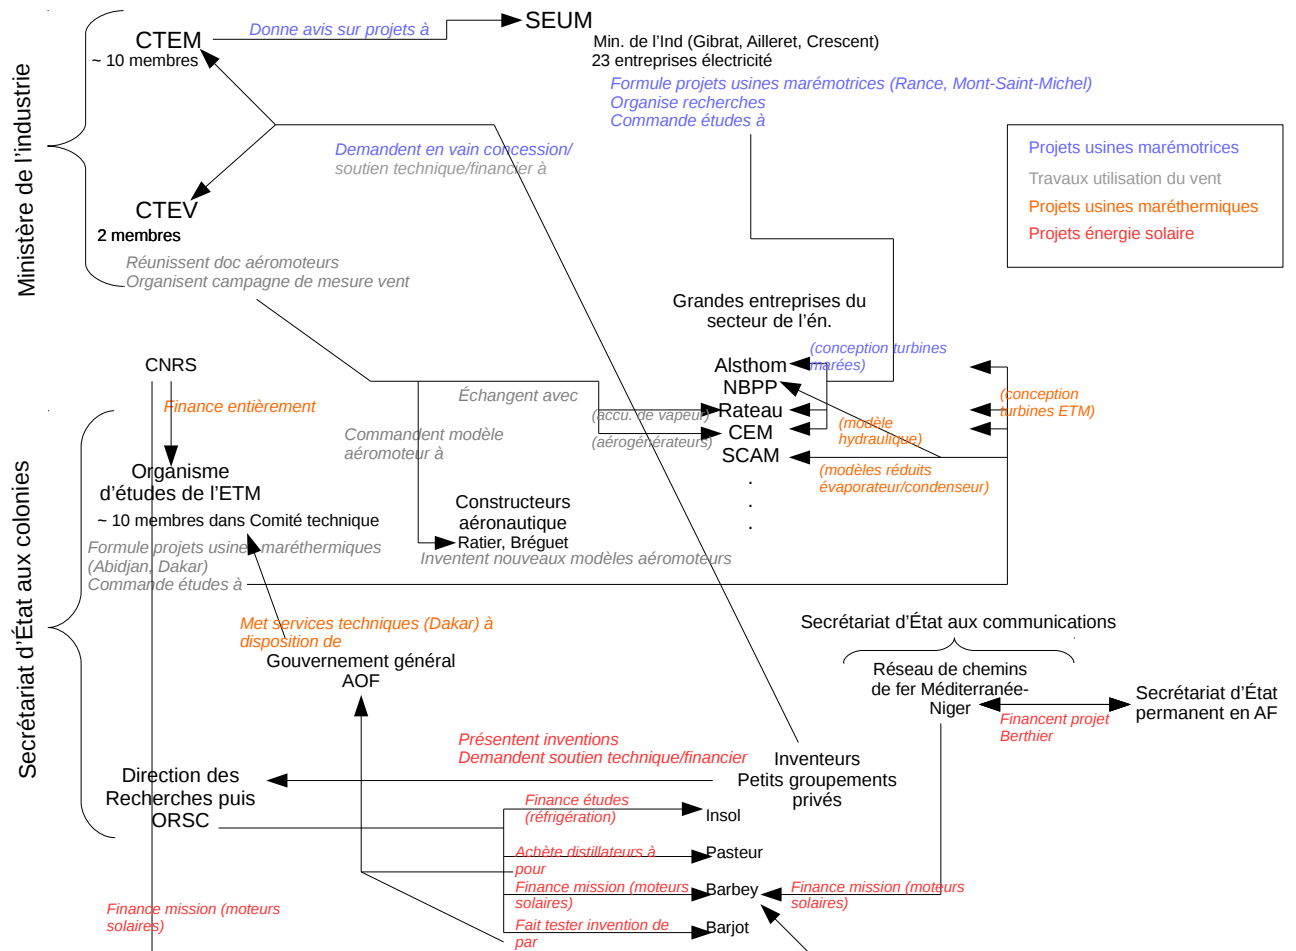 Ministère de l'industrie
CTEM
~ 10 membres
Donne avis sur projets à
SEUM
Min. de l'Ind (Gibrat, Ailleret, Crescent)
23 entreprises électricité
Formule projets usines marémotrices (Rance, Mont-Saint-Michel)
Organise recherches
Commande études à
Demandent en vain concession/
soutien technique/financier à
CTEV
2 membres
Réunissent doc aéromoteurs
Organisent campagne de mesure vent
Projets usines marémotrices
Travaux utilisation du vent
Projets usines maréthermiques
Projets énergie solaire
Grandes entreprises du
secteur de l'én.
(conception turbines
marées)
Alsthom
NBPP
Rateau
CEM
SCAM
.
.
.
(conception
turbines ETM)
(modèle
hydraulique)
(modèles réduits
évaporateur/condenseur)
Échangent avec
(accu. de vapeur)
(aérogénérateurs)
Commandent modèle
aéromoteur à
Constructeurs
aéronautique
Ratier, Bréguet
Inventent nouveaux modèles aéromoteurs
Secrétariat d'État aux colonies
CNRS
Finance entièrement
Organisme
d'études de l'ETM
~ 10 membres dans Comité technique
Formule projets usines maréthermiques
(Abidjan, Dakar)
Commande études à
Met services techniques (Dakar) à
disposition de
Gouvernement général
AOF
Secrétariat d'État aux communications
Réseau de chemins
de fer Méditerranée-
Niger
Financent projet
Berthier
Secrétariat d'État
permanent en AF
Présentent inventions
Demandent soutien technique/financier
Inventeurs
Petits groupements
privés
Direction des
Recherches puis
ORSC
Finance études
(réfrigération)
Insol
Achète distillateurs à
pour
Pasteur
Finance mission (moteurs
solaires)
Barbey
Finance mission (moteurs
solaires)
Fait tester invention de
par
Barjot
Finance mission (moteurs
solaires)